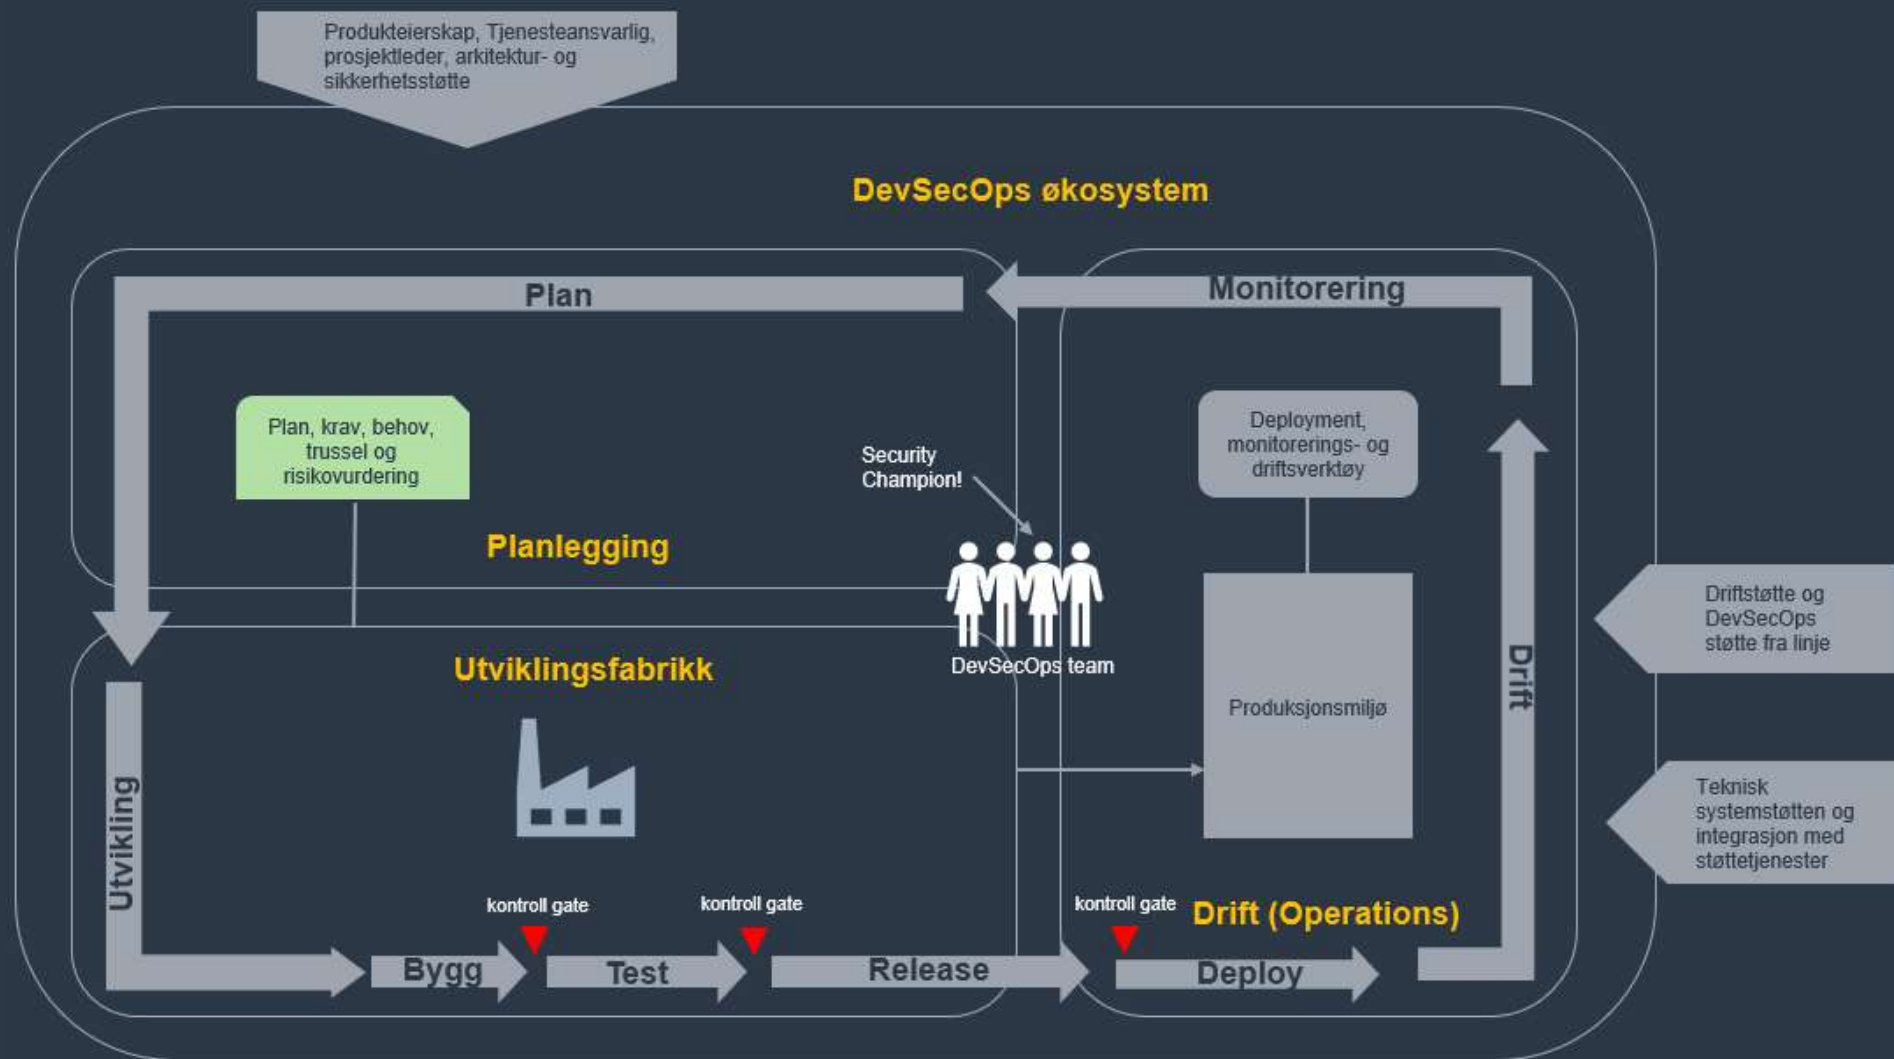 Produkteierskap, Tjenesteansvarlig,
prosjektleder, arkitektur- og
sikkerhetsstøtte
DevSecOps økosystem
Plan
Monitorering
Plan, krav, behov,
trussel og
risikovurdering
Planlegging
Security
Champion!
DevSecOps team
Deployment,
monitorerings- og
driftsverktøy
Produksjonsmiljø
Drift
Driftstøtte og
DevSecOps
støtte fra linje
Teknisk
systemstøtten og
integrasjon med
støttetjenester
Utviklingsfabrikk
Utvikling
kontroll gate
kontroll gate
kontroll gate
Drift (Operations)
Bygg
Test
Release
Deploy